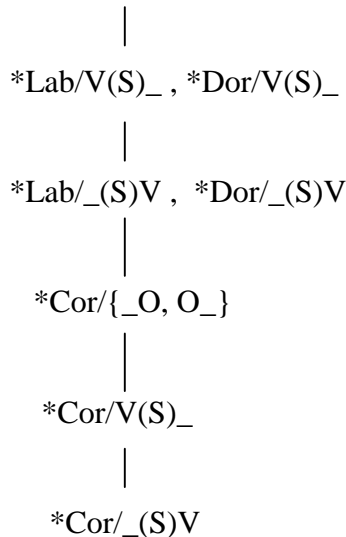 *Lab/V(S)_ , *Dor/V(S)_
*Lab/_(S)V , *Dor/_(S)V
*Cor/{_O, O_}
*Cor/V(S)_
*Cor/_(S)V